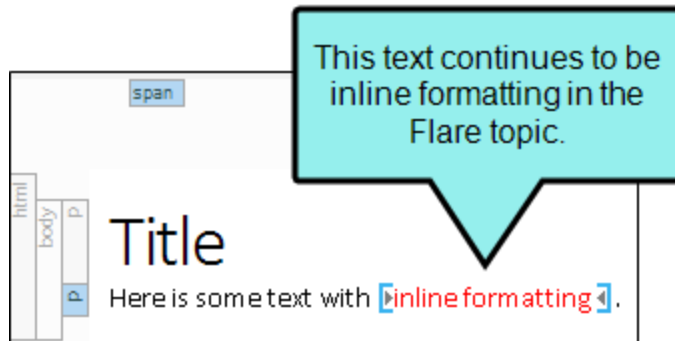 This text continues to be
inline formatting in the
Flare topic.
span
html
body
p
Title
p
Here is some text with inline formatting.